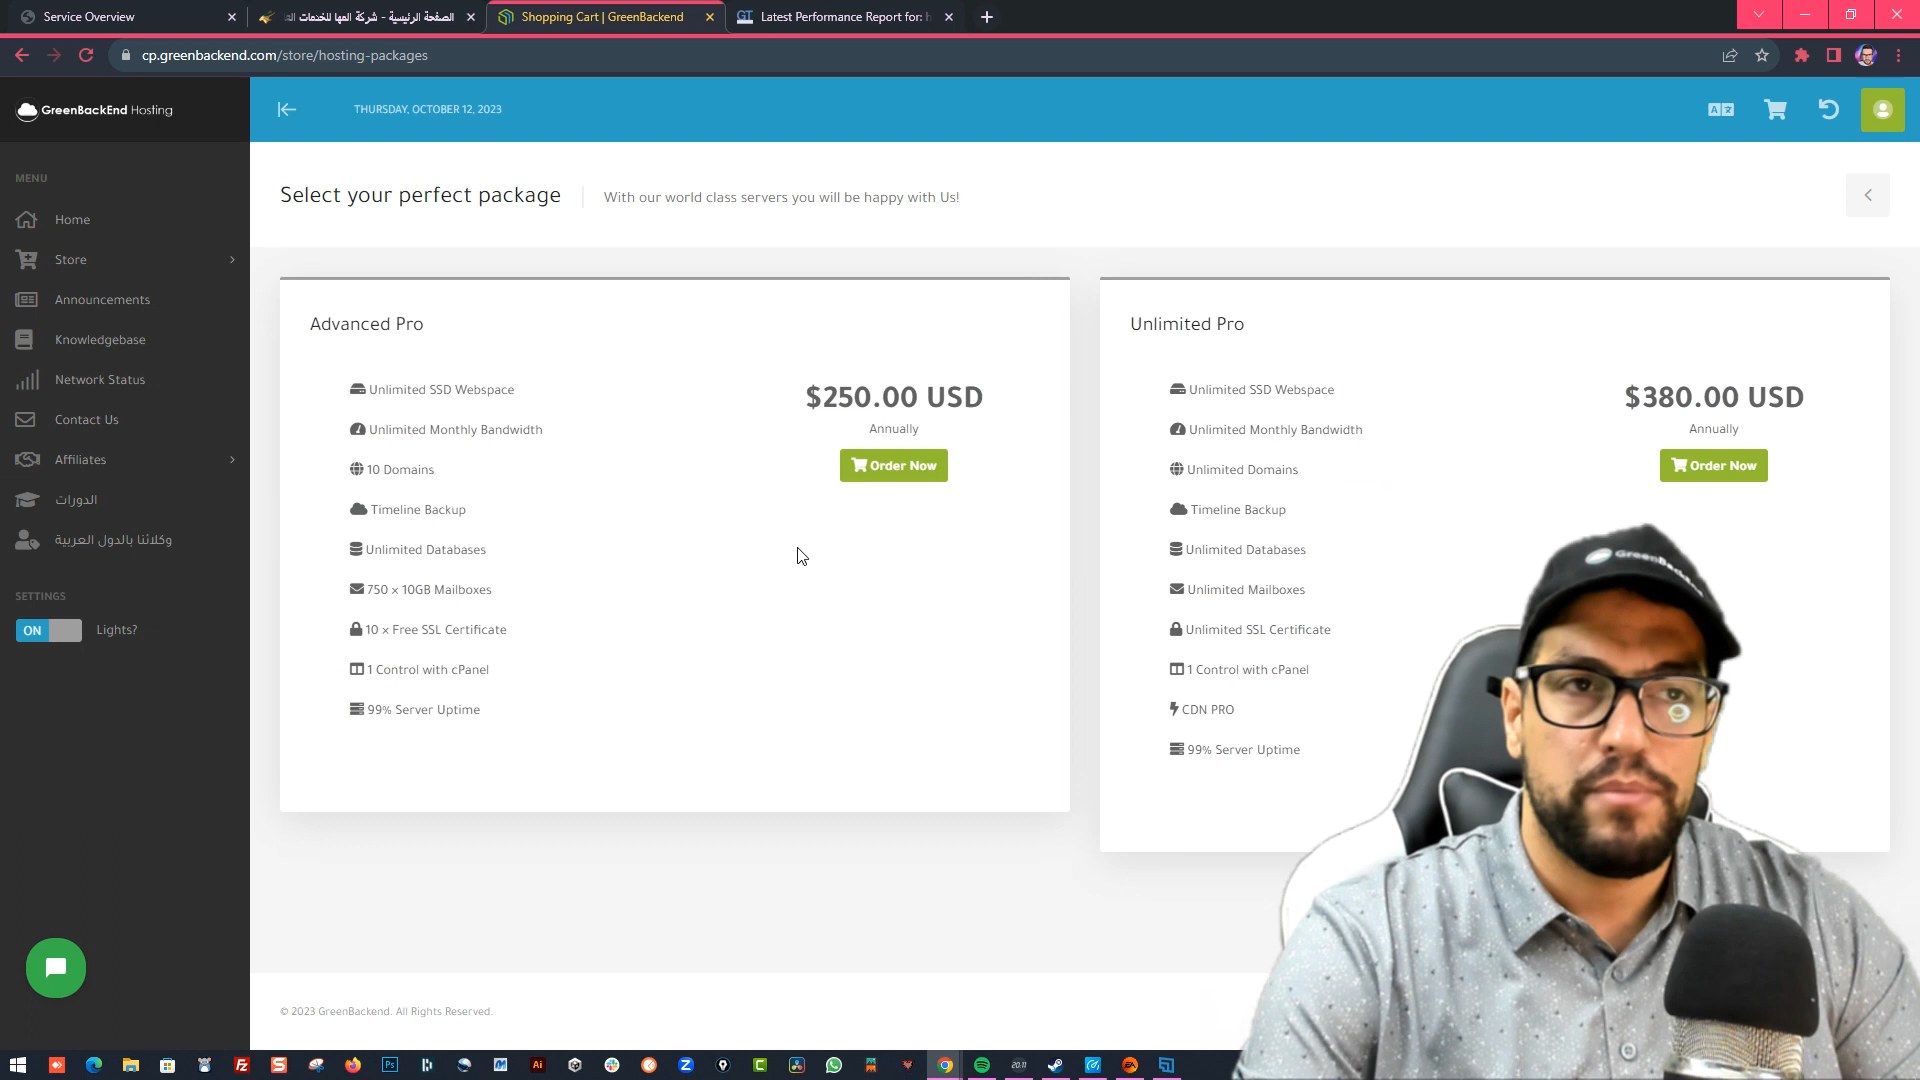 Service Overview
الصفحة الرئيسية - شركة المها للخدمات
Shopping Cart | GreenBackend
GT Latest Performance Report for: h
cp.greenbackend.com/store/hosting-packages
GreenBackEnd Hosting
THURSDAY, OCTOBER 12, 2023
MENU
Home
Store
Announcements
Knowledgebase
Network Status
Contact Us
Affiliates
الدورات
وكلائنا بالدول العربية
SETTINGS
ON Lights?
Select your perfect package
With our world class servers you will be happy with Us!
Advanced Pro
Unlimited SSD Webspace
Unlimited Monthly Bandwidth
10 Domains
Timeline Backup
Unlimited Databases
750 × 10GB Mailboxes
10 × Free SSL Certificate
1 Control with cPanel
99% Server Uptime
$250.00 USD
Annually
Order Now
Unlimited Pro
Unlimited SSD Webspace
Unlimited Monthly Bandwidth
Unlimited Domains
Timeline Backup
Unlimited Databases
Unlimited Mailboxes
Unlimited SSL Certificate
1 Control with cPanel
CDN PRO
99% Server Uptime
$380.00 USD
Annually
Order Now
© 2023 GreenBackend. All Rights Reserved.